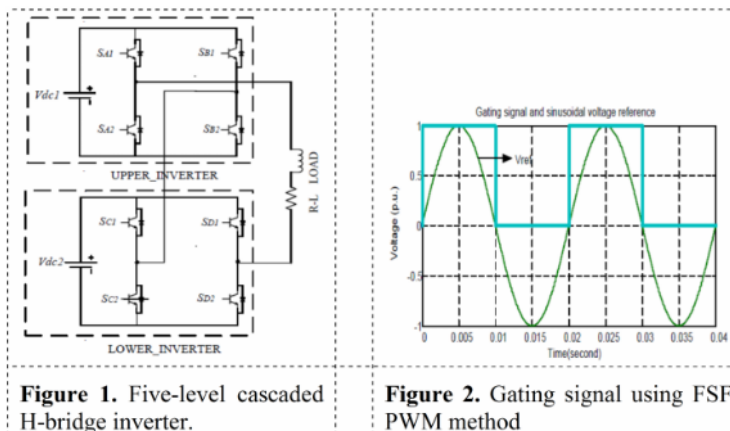 SA1
SB1
Vdc1
SA2
SB2
UPPER_INVERTER
R-L LOAD
SC1
SD1
Vdc2
SC2
SD2
LOWER_INVERTER
Figure 1. Five-level cascaded
H-bridge inverter.
Gating signal and sinusoidal voltage reference
Voltage (p.u.)
1
0.5
0
-0.5
-1
Vref
0 0.005 0.01 0.015 0.02 0.025 0.03 0.035 0.04
Time(second)
Figure 2. Gating signal using FSF
PWM method